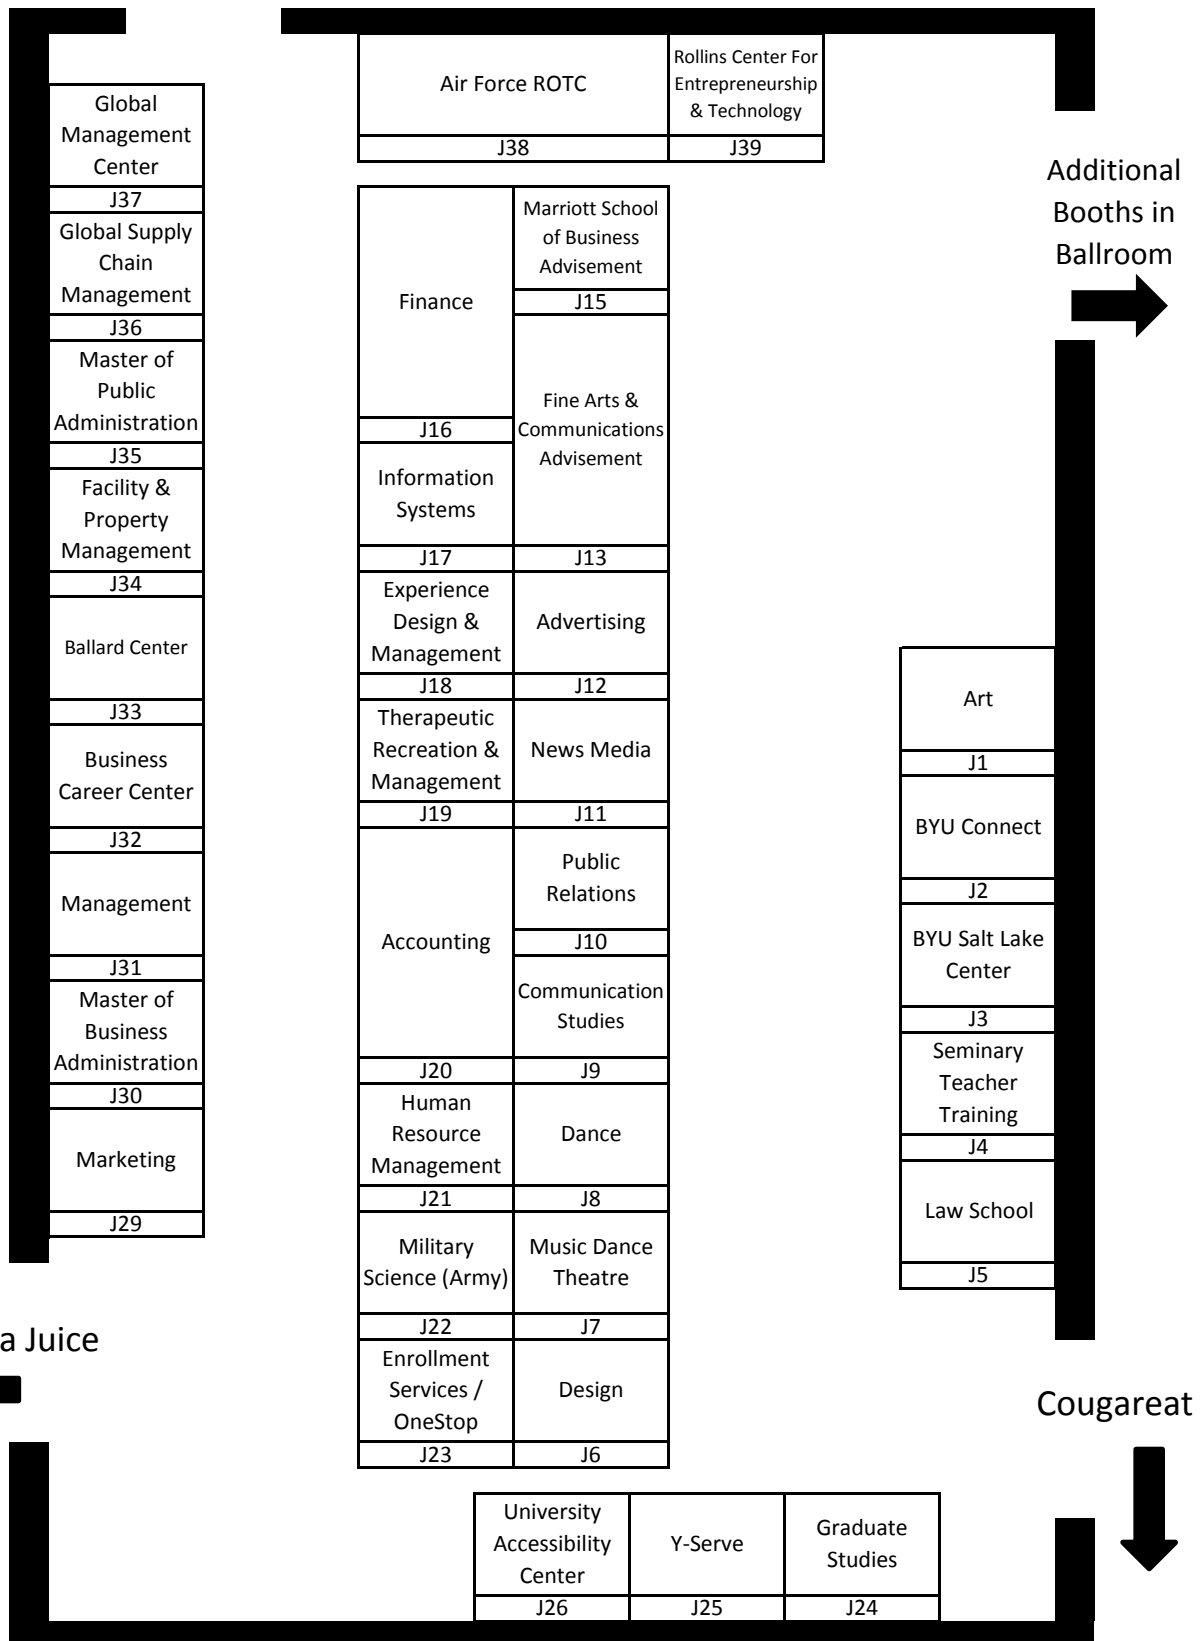 Air Force ROTC
J38
Rollins Center For
Entrepreneurship
& Technology
J39
Global
Management
Center
J37
Global Supply
Chain
Management
J36
Master of
Public
Administration
J35
Facility &
Property
Management
J34
Ballard Center
J33
Business
Career Center
J32
Management
J31
Master of
Business
Administration
J30
Marketing
J29
a Juice
Finance
J16
Information
Systems
J17
Experience
Design &
Management
J18
Therapeutic
Recreation &
Management
J19
Accounting
J20
Human
Resource
Management
J21
Military
Science (Army)
J22
Enrollment
Services /
OneStop
J23
Marriott School
of Business
Advisement
J15
Fine Arts &
Communications
Advisement
J13
Advertising
J12
News Media
J11
Public
Relations
J10
Communication
Studies
J9
Dance
J8
Music Dance
Theatre
J7
Design
J6
Additional
Booths in
Ballroom
Art
J1
BYU Connect
J2
BYU Salt Lake
Center
J3
Seminary
Teacher
Training
J4
Law School
J5
Cougareat
University
Accessibility
Center
J26
Y-Serve
J25
Graduate
Studies
J24